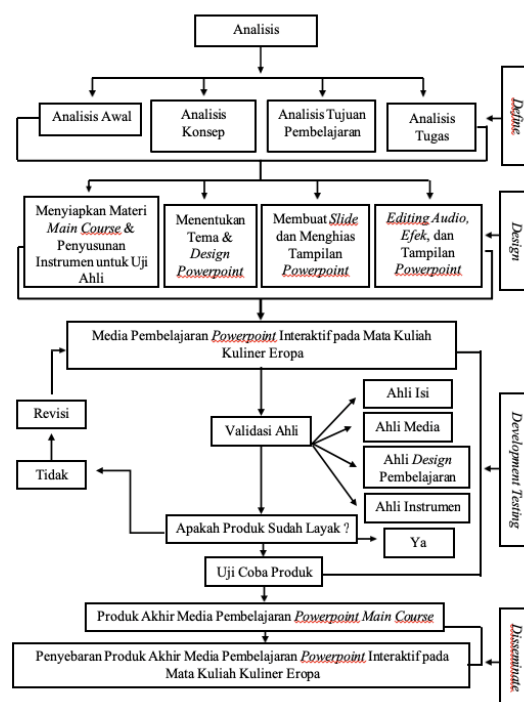 Analisis
Analisis Awal
Analisis
Konsep
Analisis Tujuan
Pembelajaran
Analisis
Tugas
Define
Menyiapkan Materi
Main Course &
Penyusunan
Instrumen untuk Uji
Ahli
Menentukan
Tema &
Design
Powerpoint
Membuat Slide
dan Menghias
Tampilan
Powerpoint
Editing Audio,
Efek, dan
Tampilan
Powerpoint
Design
Media Pembelajaran Powerpoint Interaktif pada Mata Kuliah
Kuliner Eropa
Revisi
Tidak
Validasi Ahli
Ahli Isi
Ahli Media
Ahli Design
Pembelajaran
Ahli Instrumen
Apakah Produk Sudah Layak ?
Ya
Uji Coba Produk
Development Testing
Produk Akhir Media Pembelajaran Powerpoint Main Course
Penyebaran Produk Akhir Media Pembelajaran Powerpoint Interaktif pada
Mata Kuliah Kuliner Eropa
Disseminate